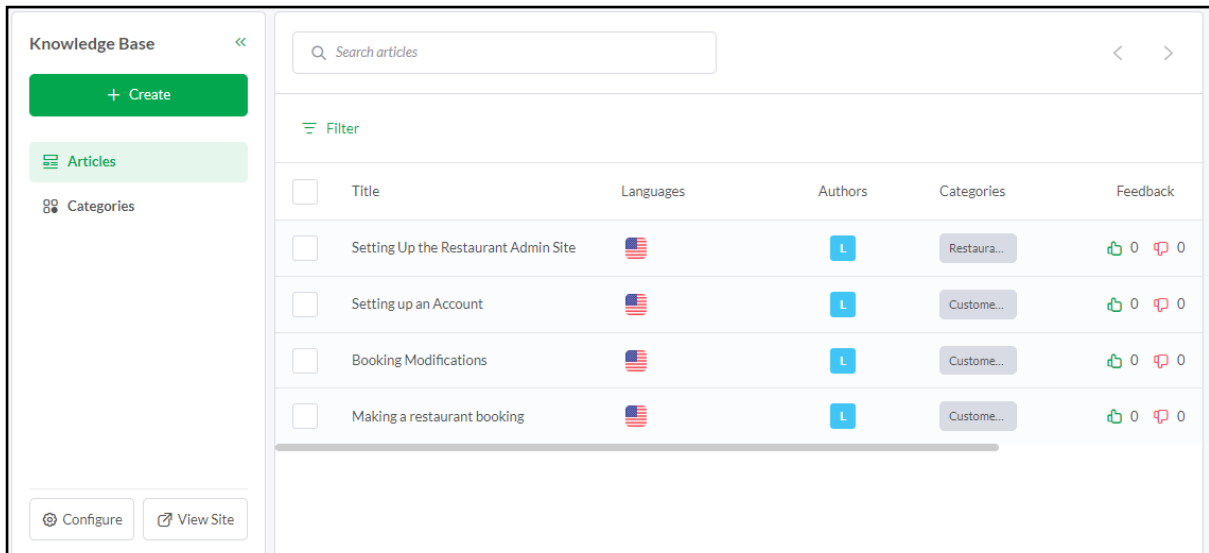 Knowledge Base
+ Create
Articles
Categories
Configure
View Site
Search articles
Filter
Title Languages Authors Categories Feedback
Setting Up the Restaurant Admin Site L Restaura... 0 0
Setting up an Account L Custome... 0 0
Booking Modifications L Custome... 0 0
Making a restaurant booking L Custome... 0 0